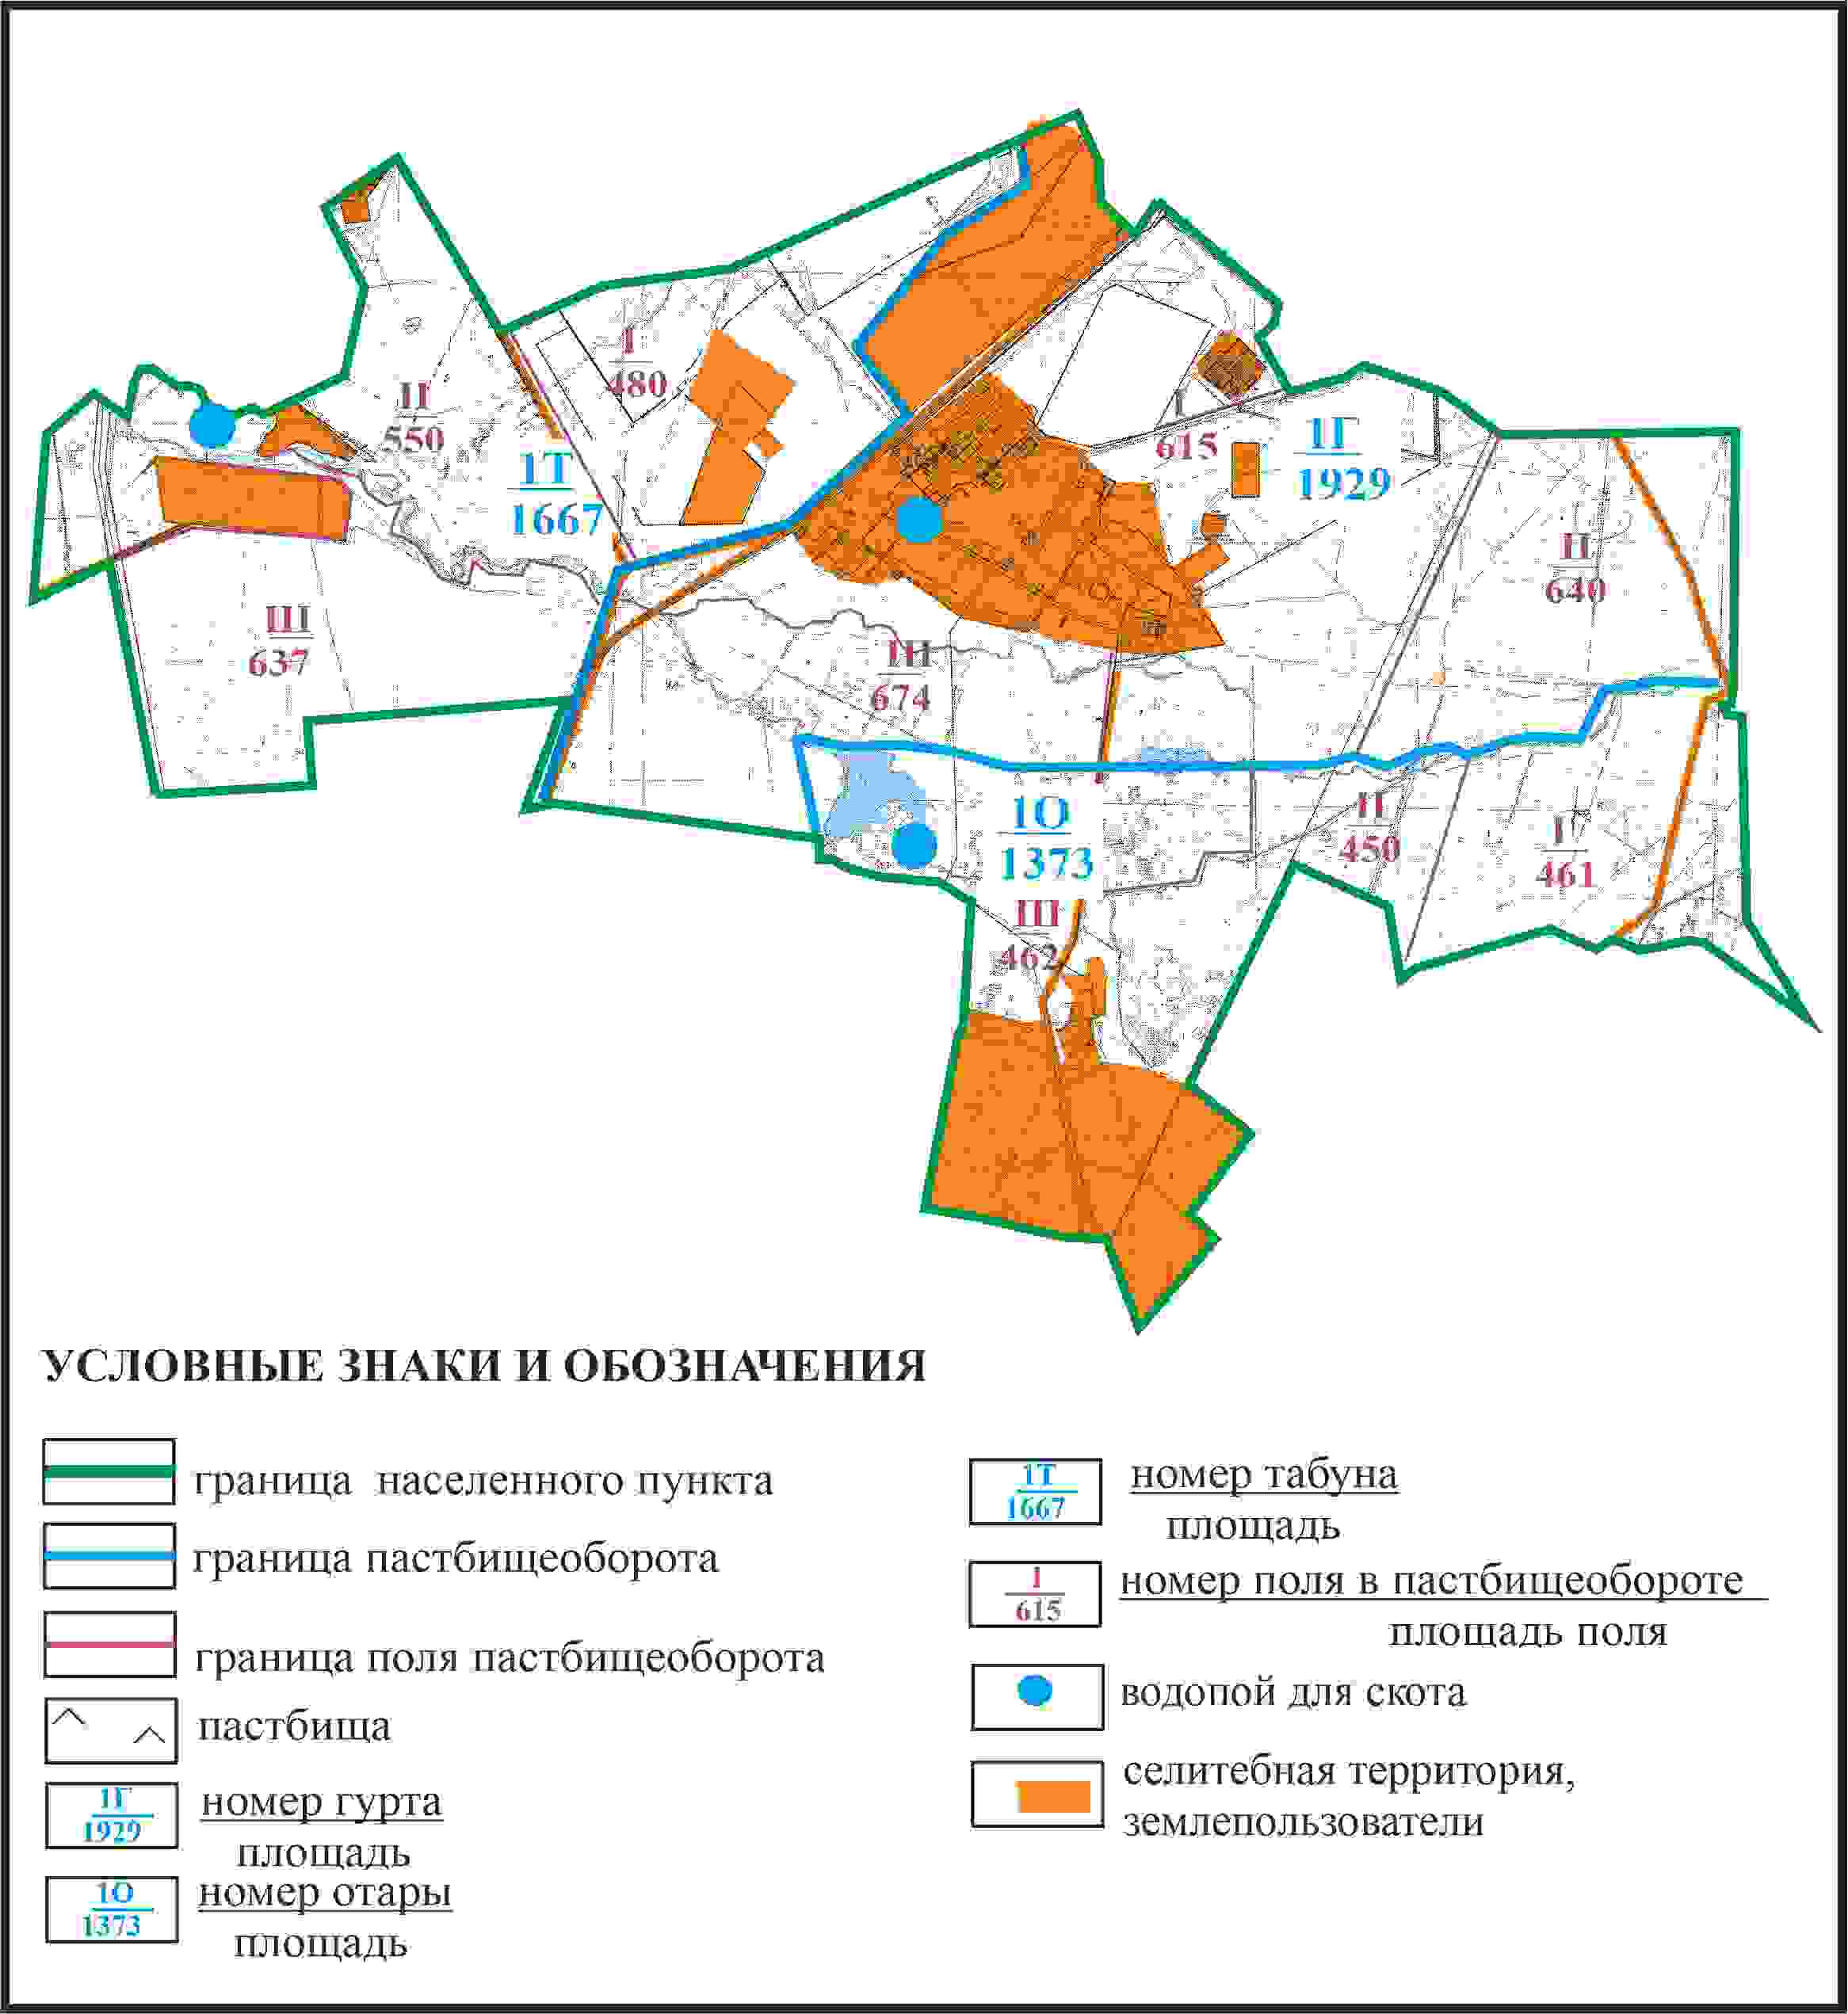 I
480
II
550
1Т
1667
I
615
1Г
1929
II
640
III
637
III
674
1О
1373
II
450
I
461
III
462
УСЛОВНЫЕ ЗНАКИ И ОБОЗНАЧЕНИЯ
граница населенного пункта
граница пастбищеоборота
граница поля пастбищеоборота
пастбища
1Г
1929
номер гурта
площадь
1О
1373
номер отары
площадь
1Т
1667
номер табуна
площадь
I
615
номер поля в пастбищеобороте
площадь поля
водопой для скота
селитебная территория,
землепользователи